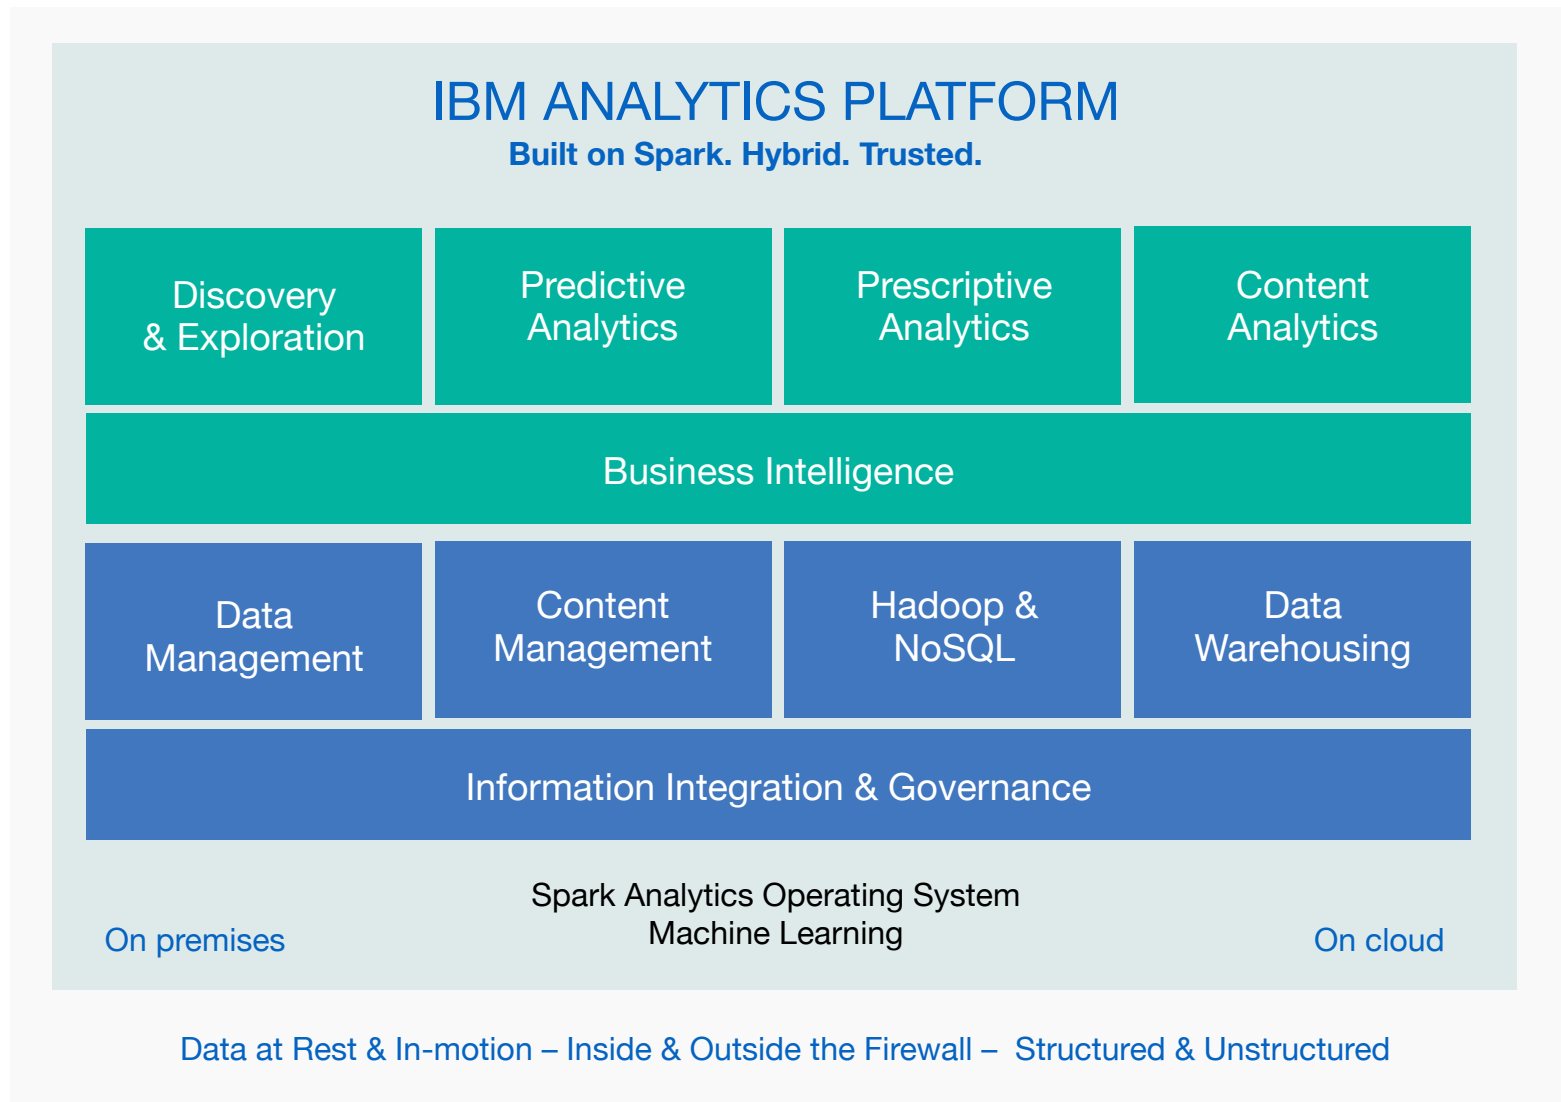 IBM ANALYTICS PLATFORM
Built on Spark. Hybrid. Trusted.
Discovery
& Exploration
Predictive
Analytics
Prescriptive
Analytics
Content
Analytics
Business Intelligence
Data
Management
Content
Management
Hadoop &
NoSQL
Data
Warehousing
Information Integration & Governance
Spark Analytics Operating System
Machine Learning
On premises
On cloud
Data at Rest & In-motion – Inside & Outside the Firewall – Structured & Unstructured